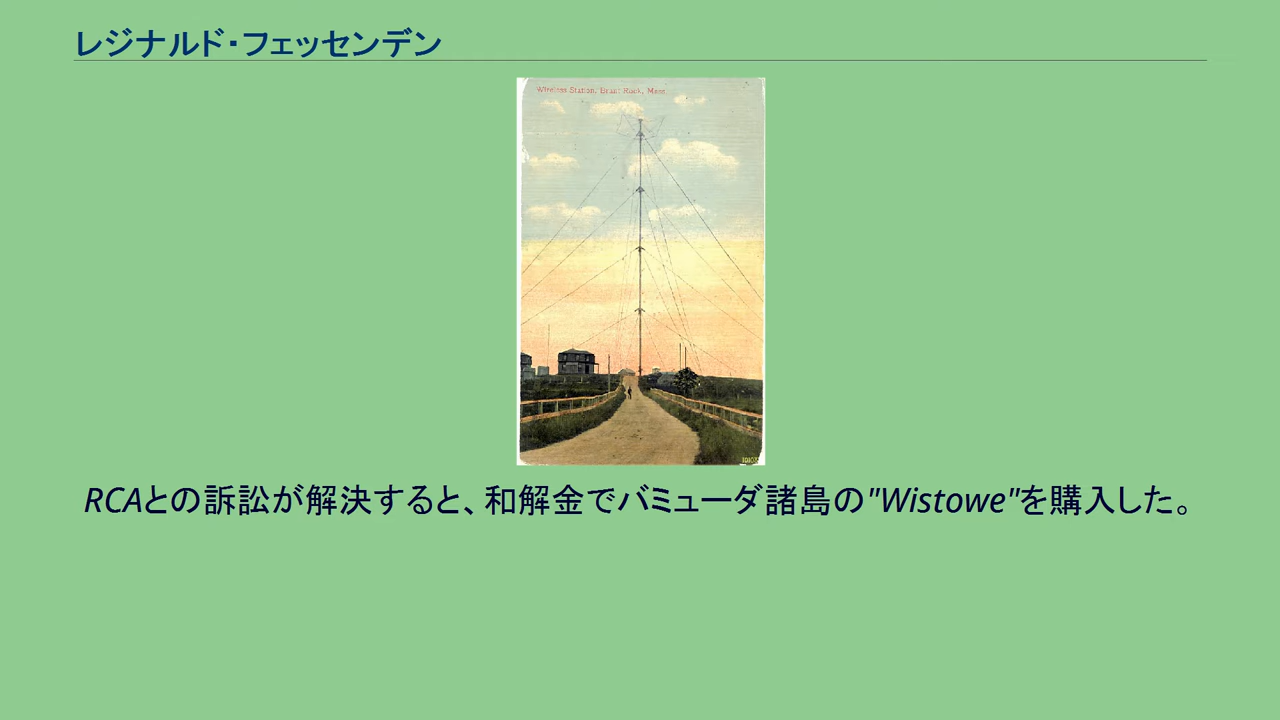 レジナルド・フェッセンデン
Wireless Station, Brant Rock, Mass
RCAとの訴訟が解決すると、和解金でバミューダ諸島の"Wistowe"を購入した。